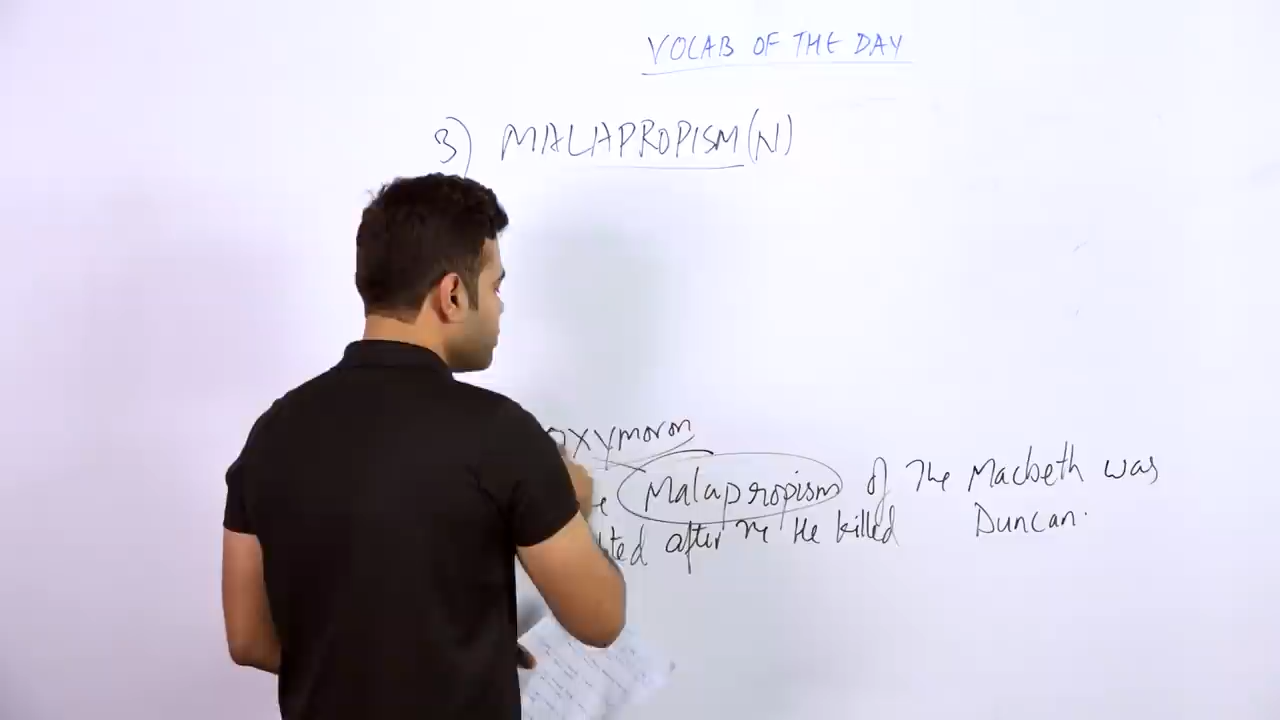 VOCAB OF THE DAY
3) MALAPROPISM (N)
oxymoron
Malapropism of the Macbeth was
after He killed Duncan.